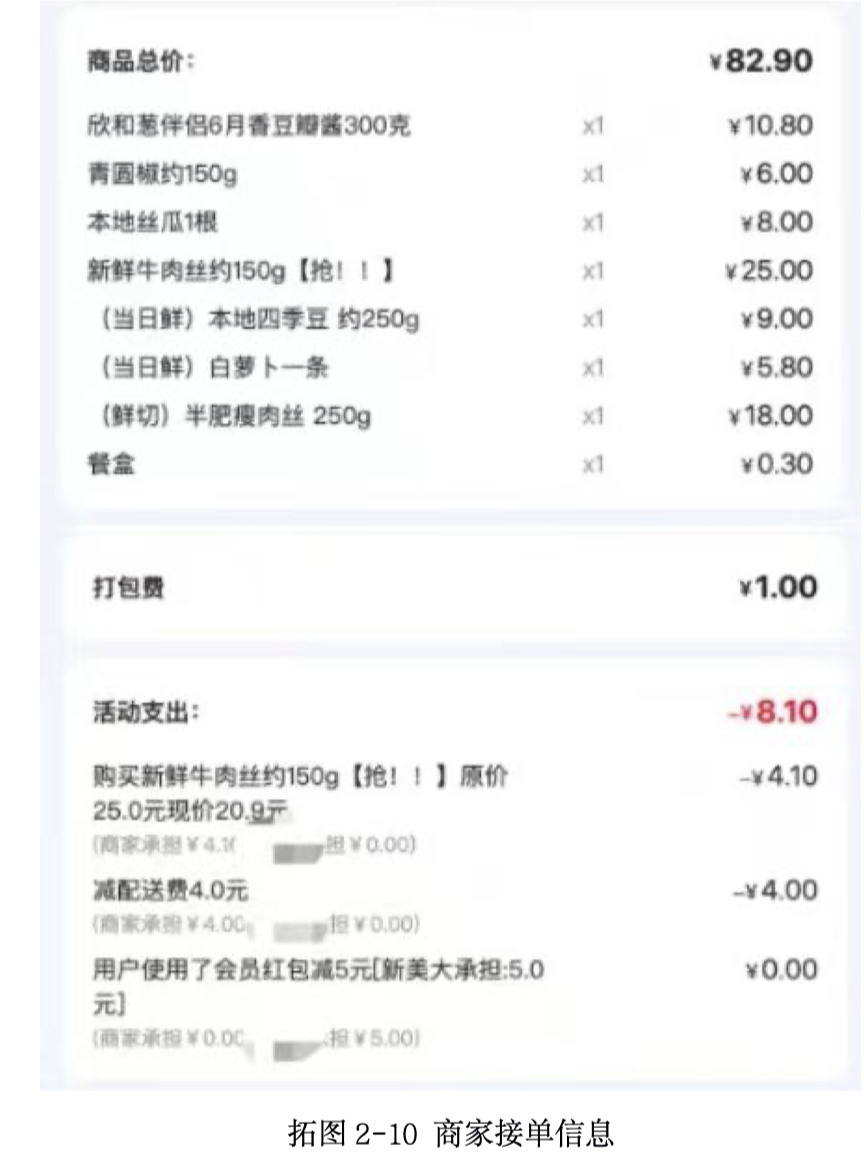 商品总价： ¥82.90
欣和葱伴侣6月香豆瓣酱300克 x1 ¥10.80
青圆椒约150g x1 ¥6.00
本地丝瓜1根 x1 ¥8.00
新鲜牛肉丝约150g【抢！！】 x1 ¥25.00
（当日鲜）本地四季豆 约250g x1 ¥9.00
（当日鲜）白萝卜一条 x1 ¥5.80
（鲜切）半肥瘦肉丝 250g x1 ¥18.00
餐盒 x1 ¥0.30
打包费 ¥1.00
活动支出： -¥8.10
购买新鲜牛肉丝约150g【抢！！】原价 -¥4.10
25.0元现价20.9元
(商家承担¥4.1 担¥0.00)
减配送费4.0元 -¥4.00
(商家承担¥4.00 担¥0.00)
用户使用了会员红包减5元[新美大承担:5.0 ¥0.00
元]
(商家承担¥0.00 担¥5.00)
拓图 2-10 商家接单信息